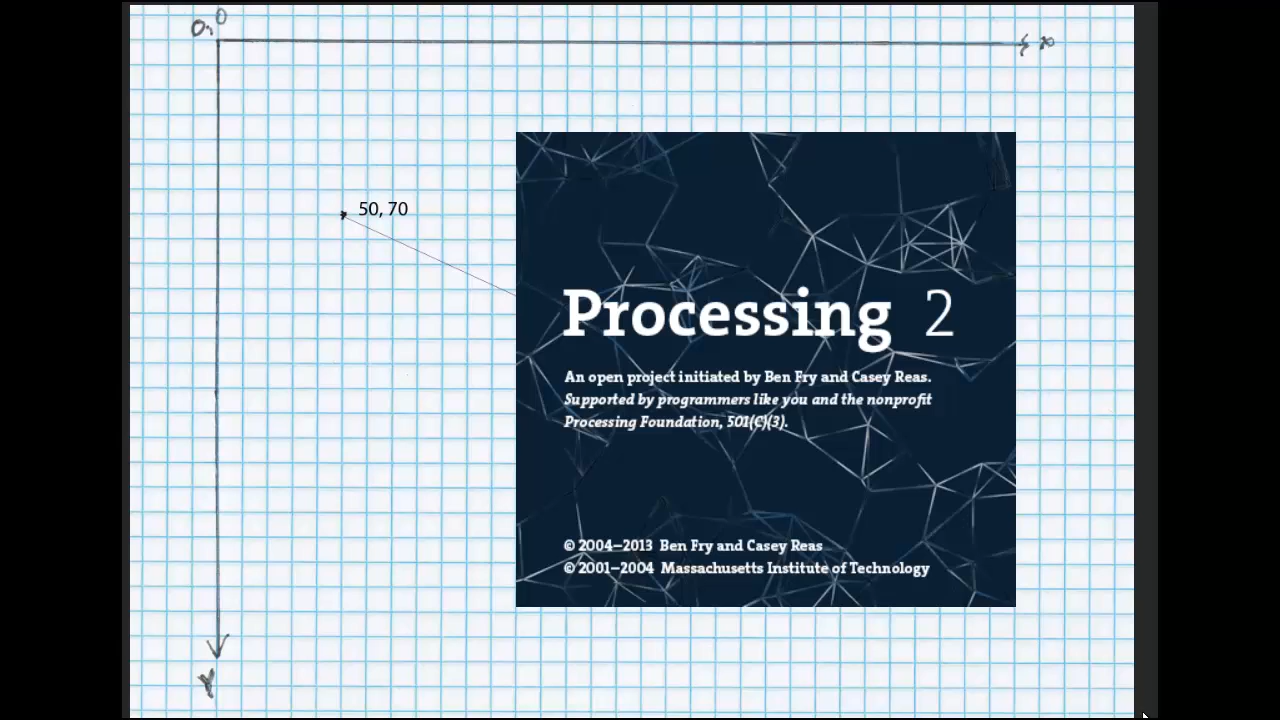 0,0
x
50, 70
Processing 2
An open project initiated by Ben Fry and Casey Reas.
Supported by programmers like you and the nonprofit
Processing Foundation, 501(C)(3).
© 2004–2013 Ben Fry and Casey Reas
© 2001–2004 Massachusetts Institute of Technology
Y